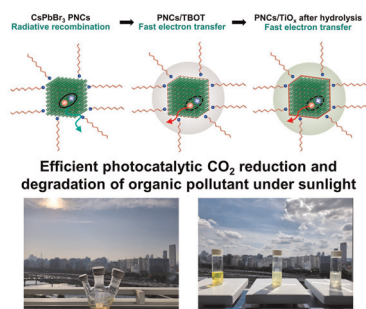 CsPbBr₃ PNCs
Radiative recombination
PNCs/TBOT
Fast electron transfer
PNCs/TiOₓ after hydrolysis
Fast electron transfer
Efficient photocatalytic CO₂ reduction and
degradation of organic pollutant under sunlight